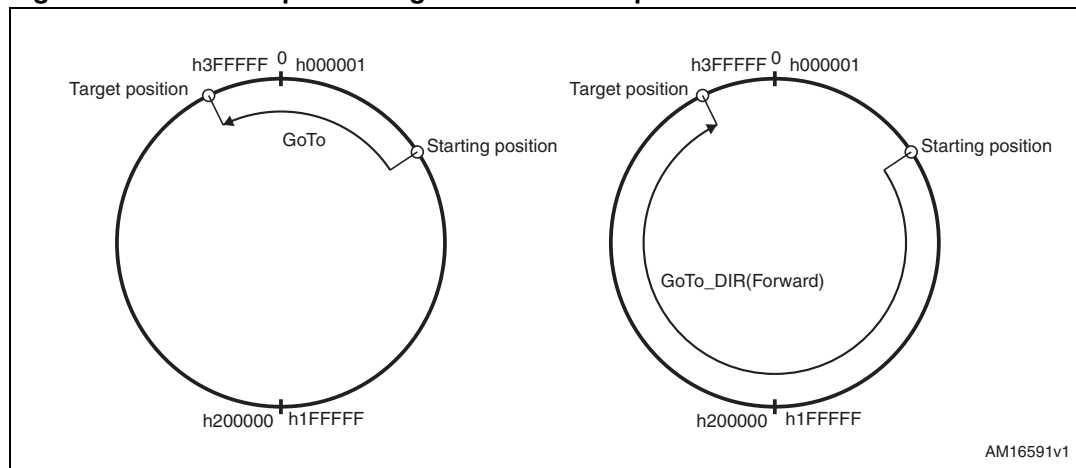 h3FFFFF 0 h000001
Target position
GoTo
Starting position
h200000 h1FFFFF
h3FFFFF 0 h000001
Target position
Starting position
GoTo_DIR(Forward)
h200000 h1FFFFF
AM16591v1